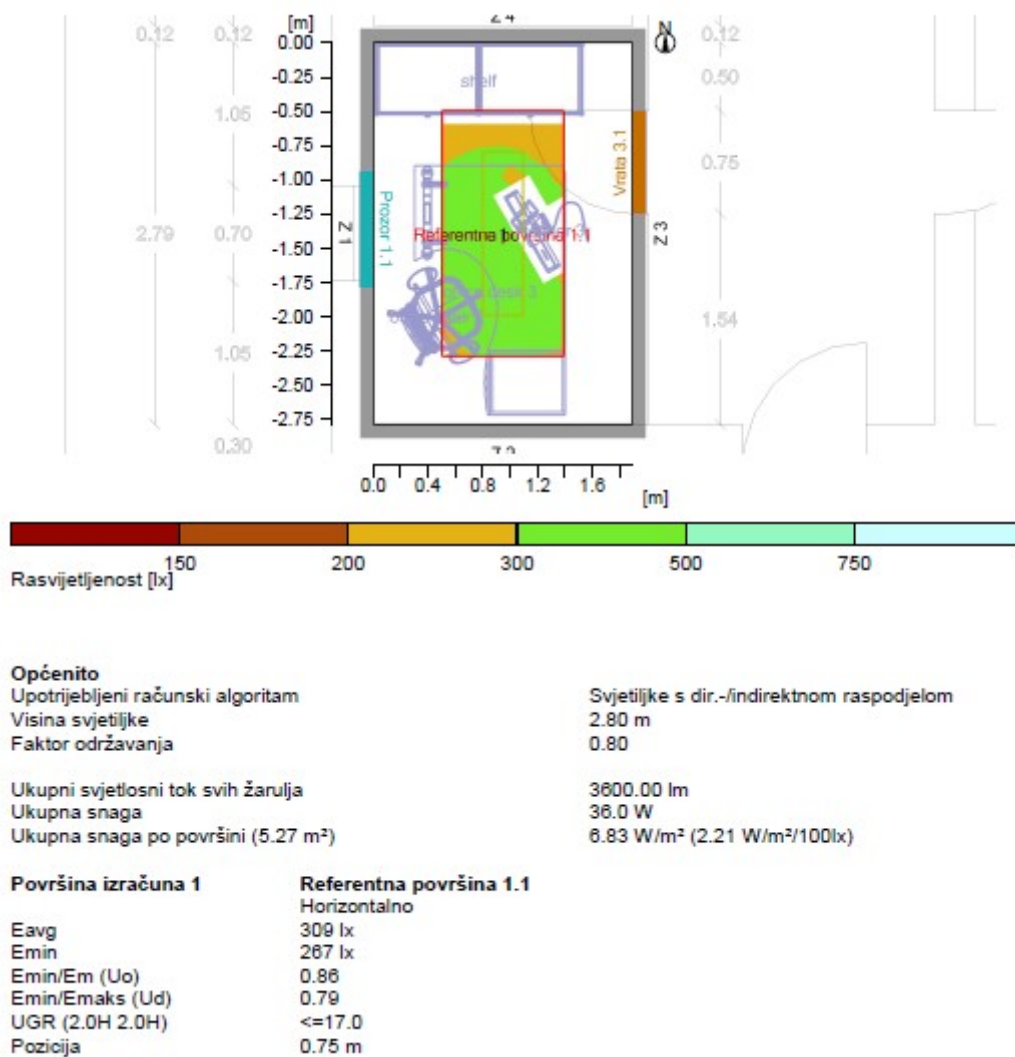 [m]
Z 4
N
0.12
0.12
0.00
0.12
-0.25
shelf
0.50
-0.50
1.05
-0.75
Vrata 3.1
0.75
-1.00
-1.25
Prozor 1.1
2.79
0.70
Z 1
-1.50
Referentna površina 1.1
Z 3
-1.75
desk 3
-2.00
1.54
-2.25
1.05
-2.50
-2.75
0.30
0.0 0.4 0.8 1.2 1.6
[m]
150 200 300 500 750
Rasvijetljenost [lx]
Općenito
Upotrijebljeni računski algoritam Svjetiljke s dir.-/indirektnom raspodjelom
Visina svjetiljke 2.80 m
Faktor održavanja 0.80
Ukupni svjetlosni tok svih žarulja 3600.00 lm
Ukupna snaga 36.0 W
Ukupna snaga po površini (5.27 m²) 6.83 W/m² (2.21 W/m²/100lx)
Površina izračuna 1 Referentna površina 1.1
Horizontalno
Eavg 309 lx
Emin 267 lx
Emin/Em (Uo) 0.86
Emin/Emaks (Ud) 0.79
UGR (2.0H 2.0H) <=17.0
Pozicija 0.75 m